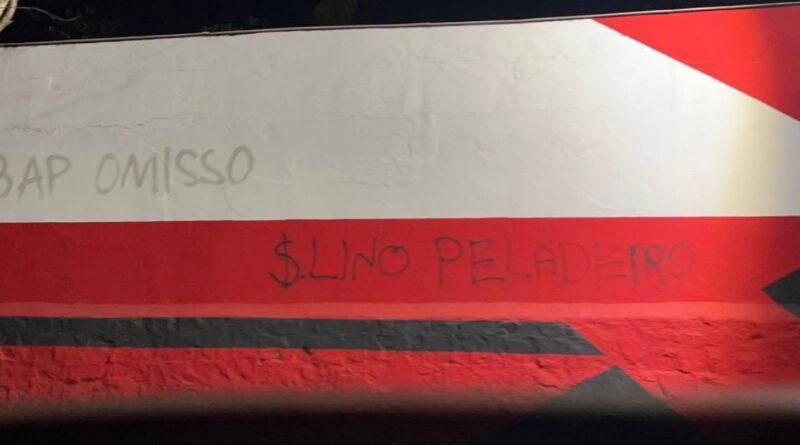 BAP OMISSO
$.LINO PELADEIRO